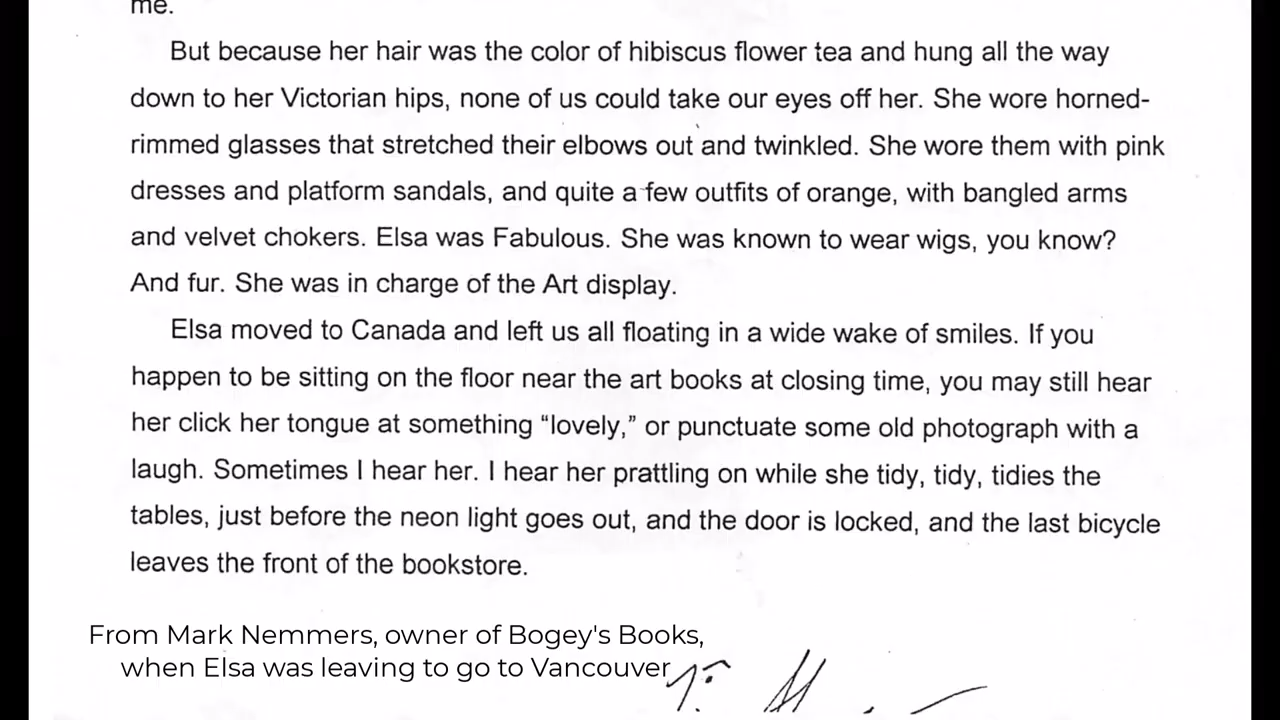 me.
But because her hair was the color of hibiscus flower tea and hung all the way
down to her Victorian hips, none of us could take our eyes off her. She wore horned-
rimmed glasses that stretched their elbows out and twinkled. She wore them with pink
dresses and platform sandals, and quite a few outfits of orange, with bangled arms
and velvet chokers. Elsa was Fabulous. She was known to wear wigs, you know?
And fur. She was in charge of the Art display.
Elsa moved to Canada and left us all floating in a wide wake of smiles. If you
happen to be sitting on the floor near the art books at closing time, you may still hear
her click her tongue at something “lovely,” or punctuate some old photograph with a
laugh. Sometimes I hear her. I hear her prattling on while she tidy, tidy, tidies the
tables, just before the neon light goes out, and the door is locked, and the last bicycle
leaves the front of the bookstore.
From Mark Nemmers, owner of Bogey's Books,
when Elsa was leaving to go to Vancouver